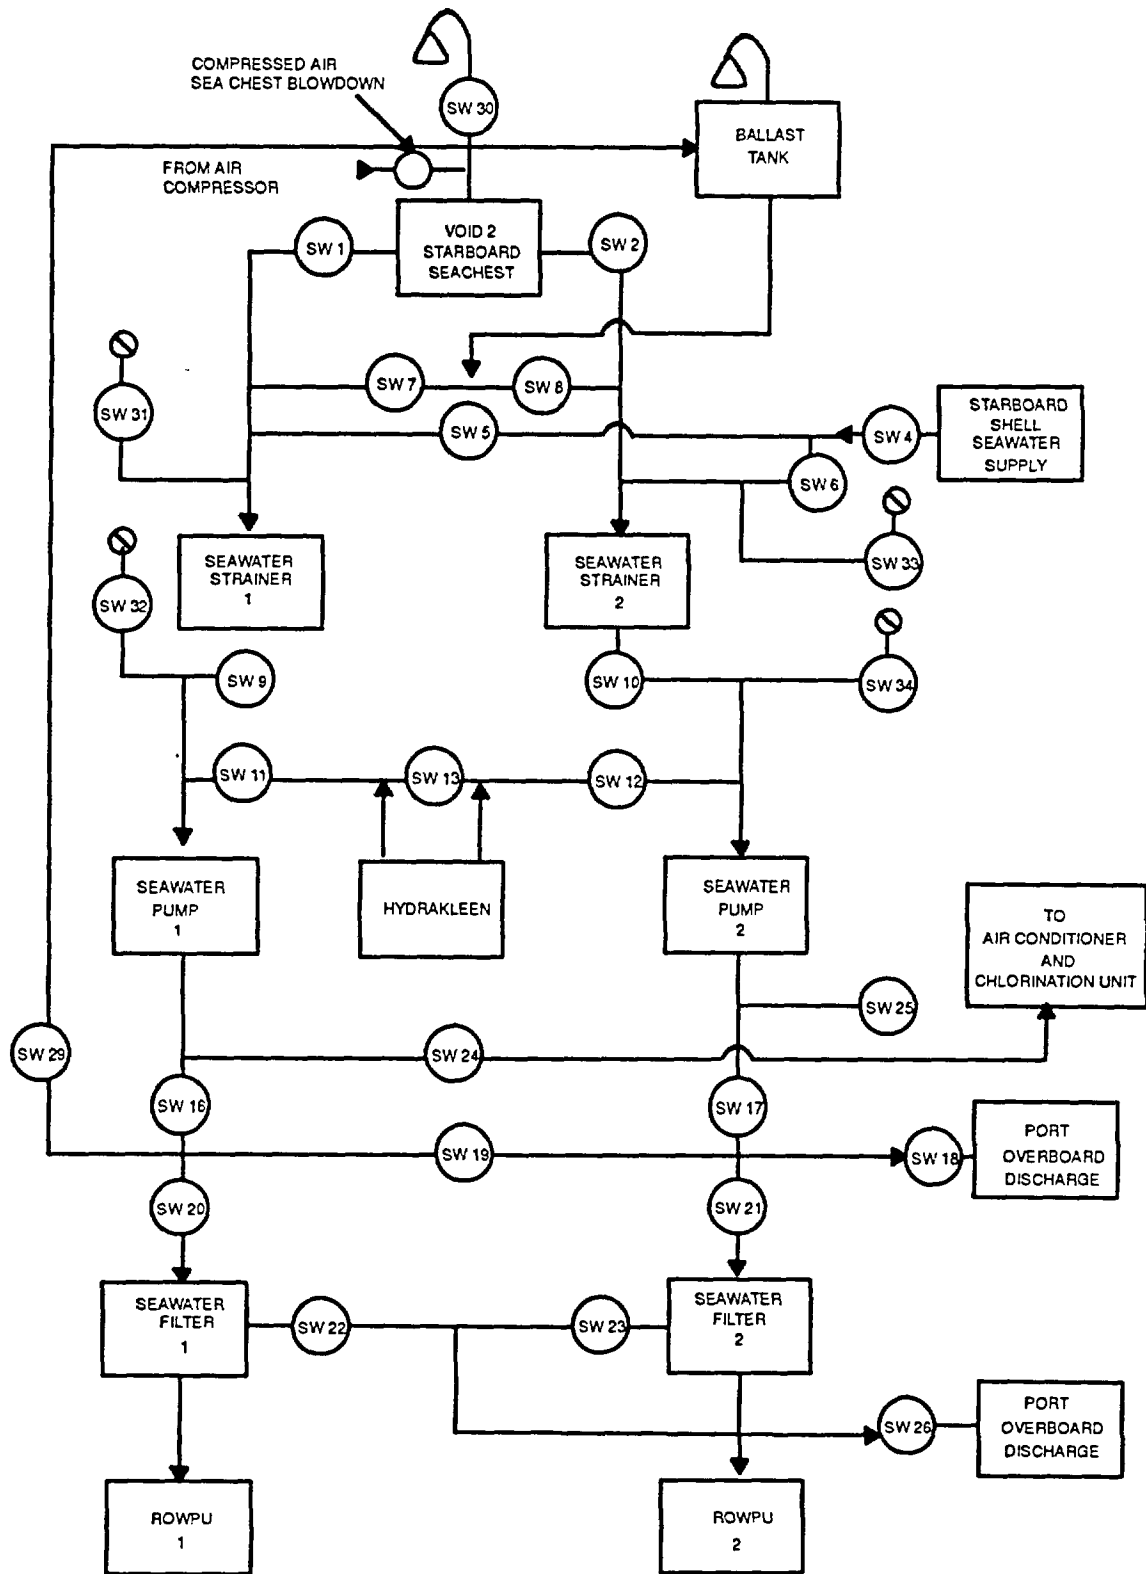 COMPRESSED AIR
SEA CHEST BLOWDOWN
SW 30
BALLAST
TANK
FROM AIR
COMPRESSOR
VOID 2
STARBOARD
SEACHEST
SW 1
SW 2
SW 7
SW 8
SW 31
SW 5
SW 4
STARBOARD
SHELL
SEAWATER
SUPPLY
SW 6
SEAWATER
STRAINER
1
SEAWATER
STRAINER
2
SW 33
SW 32
SW 9
SW 10
SW 34
SW 11
SW 13
SW 12
SEAWATER
PUMP
1
HYDRAKLEEN
SEAWATER
PUMP
2
TO
AIR CONDITIONER
AND
CHLORINATION UNIT
SW 25
SW 29
SW 24
SW 16
SW 17
SW 19
SW 18
PORT
OVERBOARD
DISCHARGE
SW 20
SW 21
SEAWATER
FILTER
1
SW 22
SW 23
SEAWATER
FILTER
2
SW 26
PORT
OVERBOARD
DISCHARGE
ROWPU
1
ROWPU
2